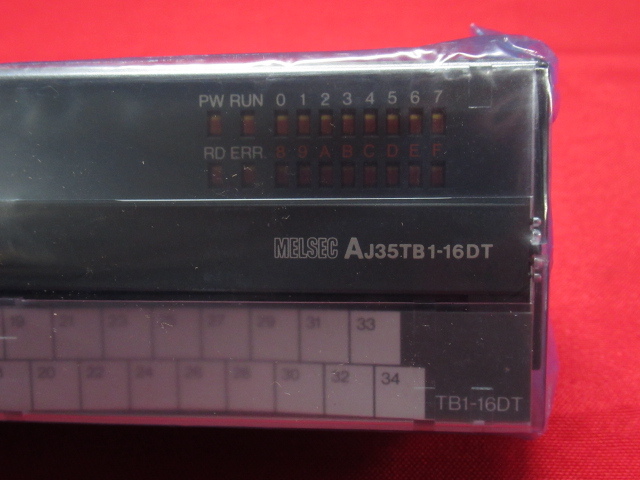 PW RUN 0 1 2 3 4 5 6 7
RD ERR. 8 9 A B C D E F
MELSEC AJ35TB1-16DT
19 21 23 25 27 29 31 33
20 22 24 26 28 30 32 34
TB1-16DT